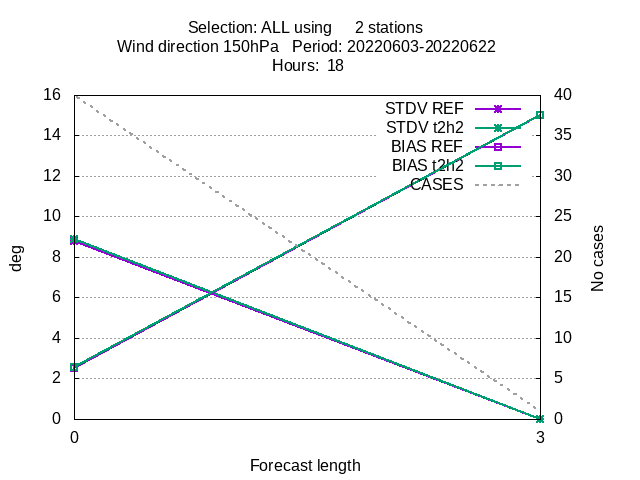 Selection: ALL using 2 stations
Wind direction 150hPa Period: 20220603-20220622
Hours: 18
STDV REF
STDV t2h2
BIAS REF
BIAS t2h2
CASES
16
14
12
10
8
6
4
2
0
40
35
30
25
20
15
10
5
0
deg
No cases
0 3
Forecast length